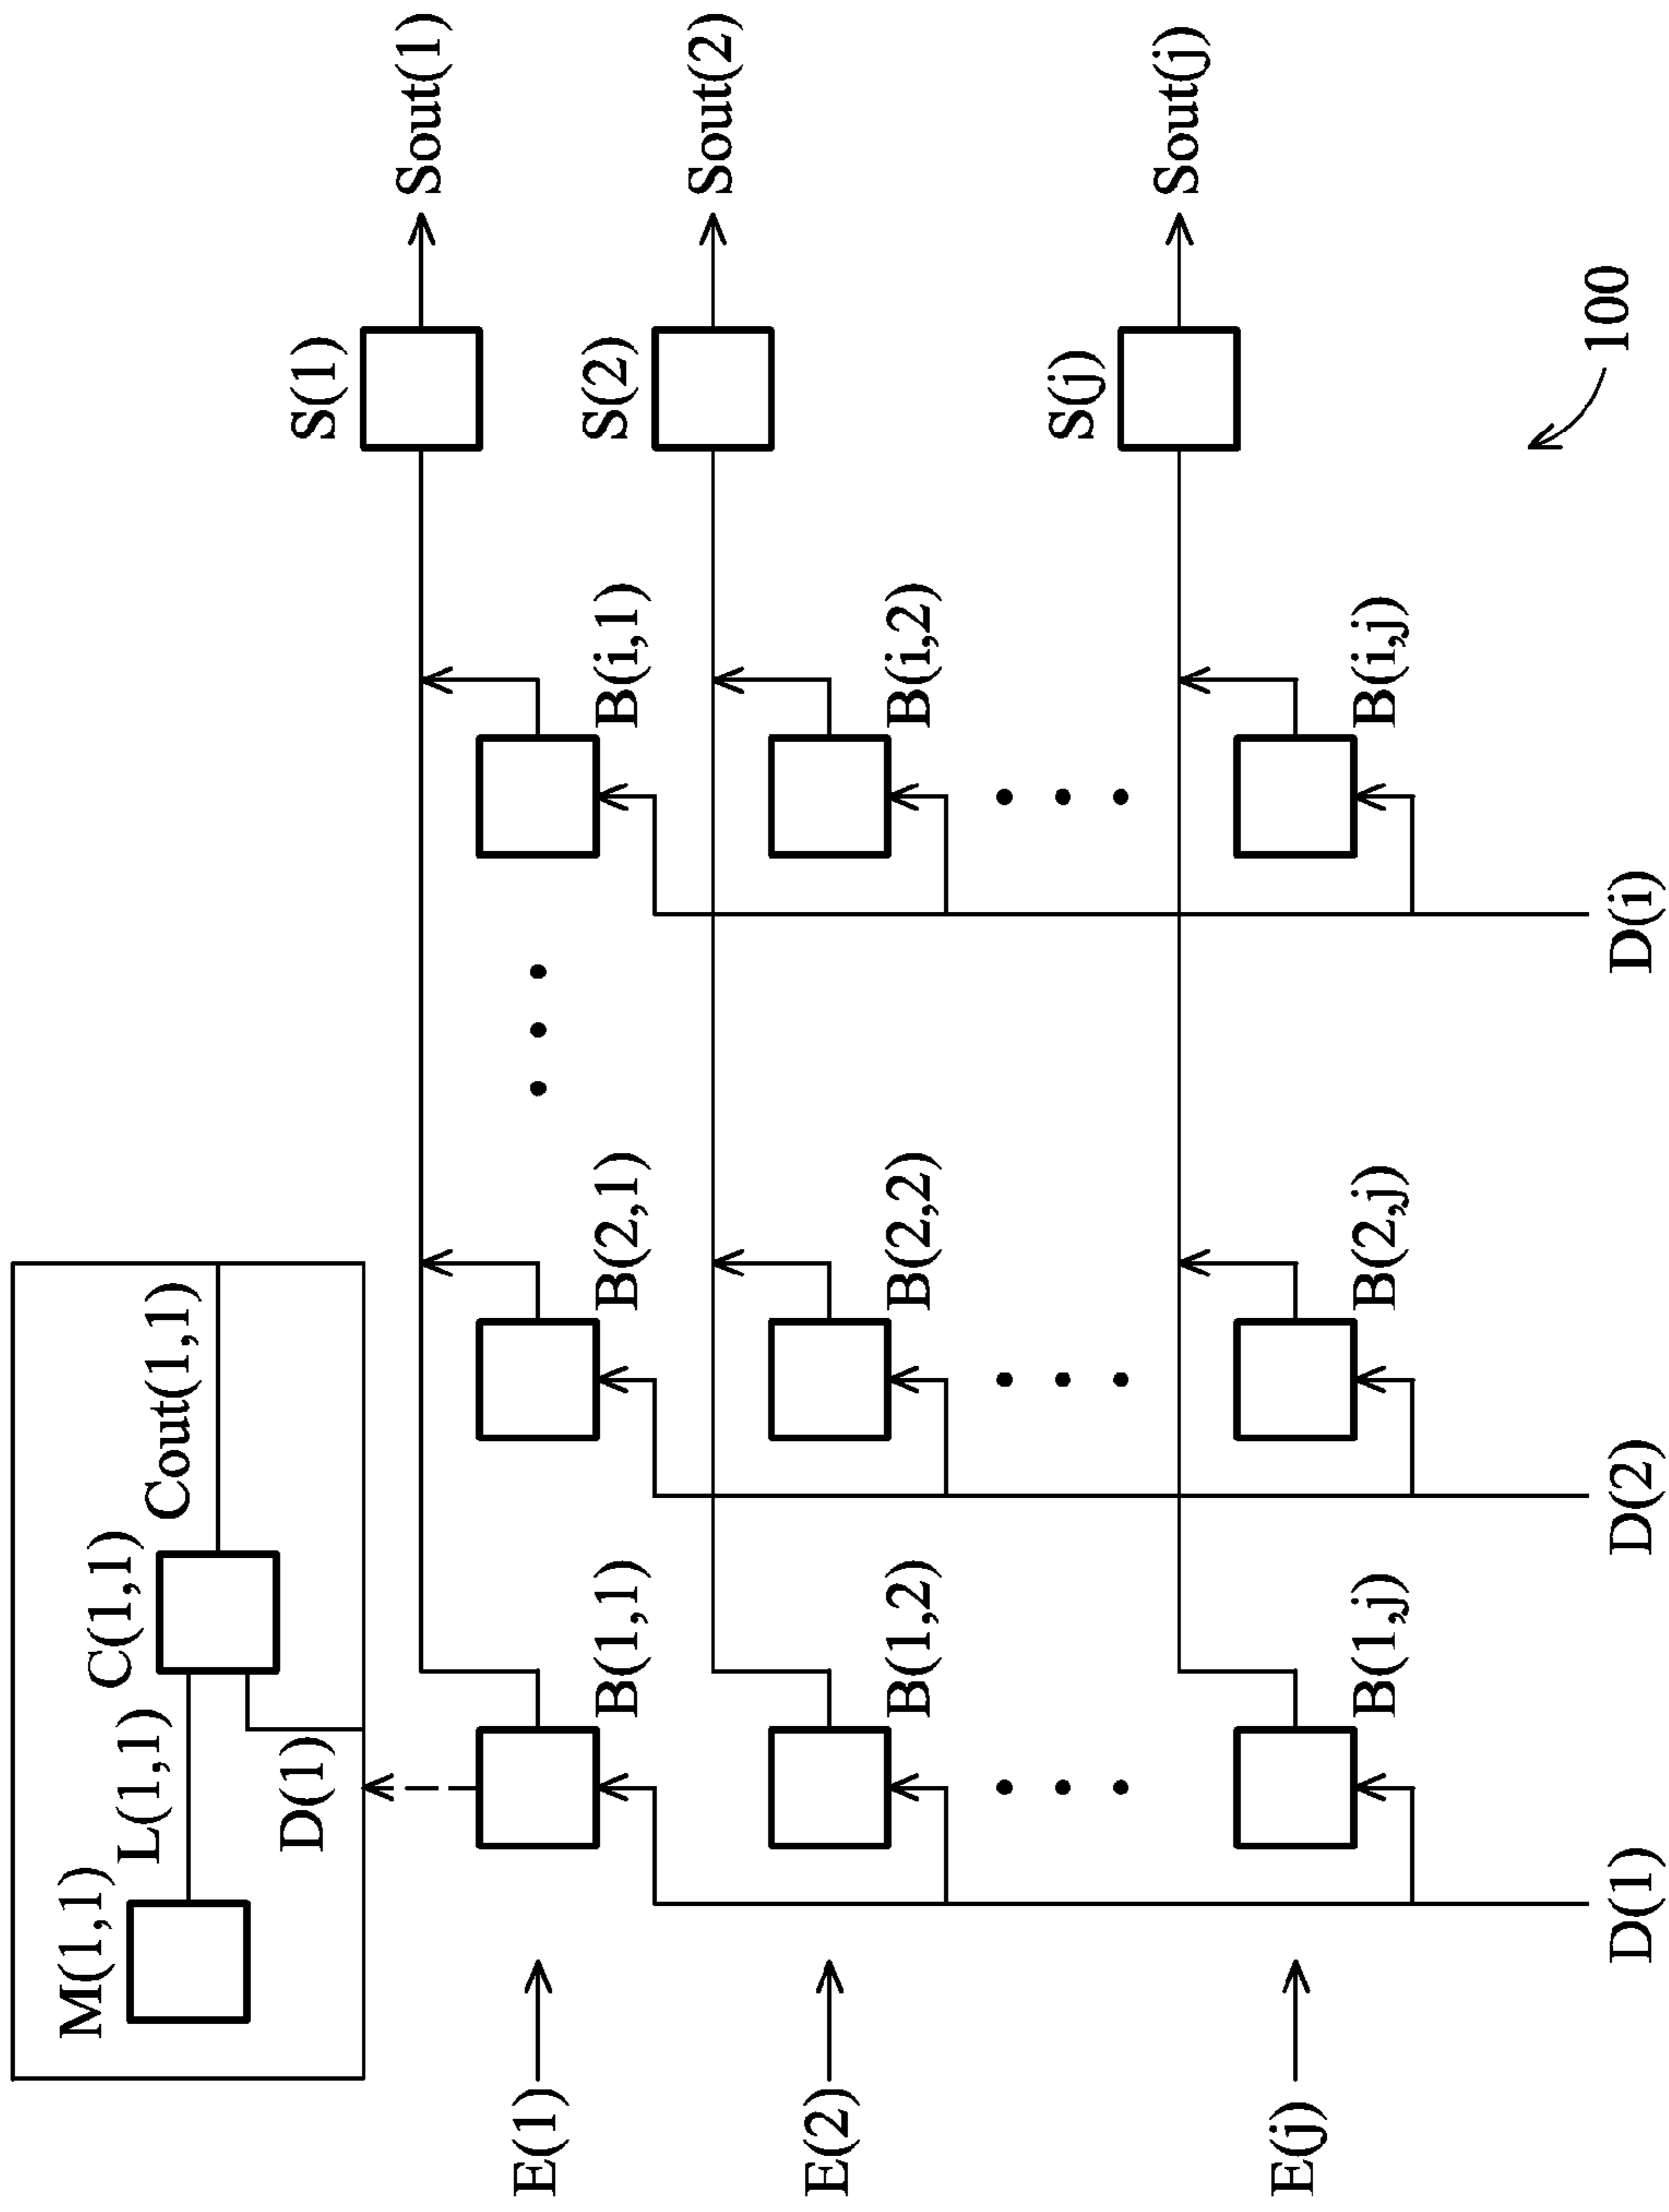 M(1,1)
L(1,1)
C(1,1)
Cout(1,1)
D(1)
S(1)
Sout(1)
E(1)
B(1,1)
B(2,1)
B(i,1)
S(2)
Sout(2)
E(2)
B(1,2)
B(2,2)
B(i,2)
S(j)
Sout(j)
E(j)
B(1,j)
B(2,j)
B(i,j)
D(1)
D(2)
D(i)
100